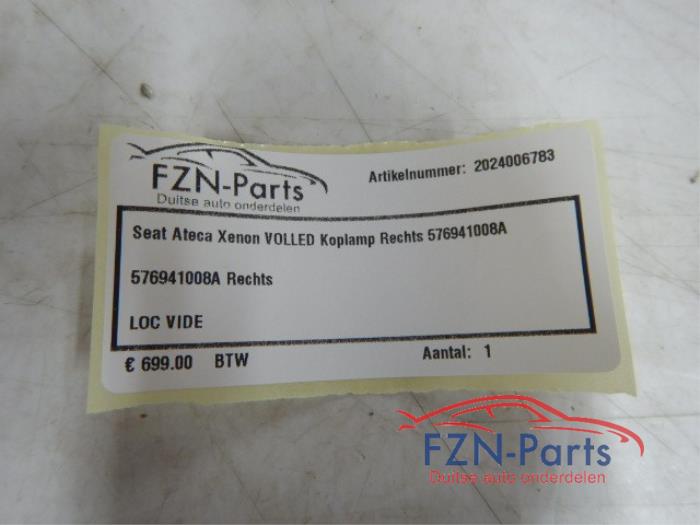 FZN-Parts
Duitse auto onderdelen
Artikelnummer: 2024006783
Seat Ateca Xenon VOLLED Koplamp Rechts 576941008A
576941008A Rechts
LOC VIDE
€ 699.00 BTW
Aantal: 1
FZN-Parts
Duitse auto onderdelen